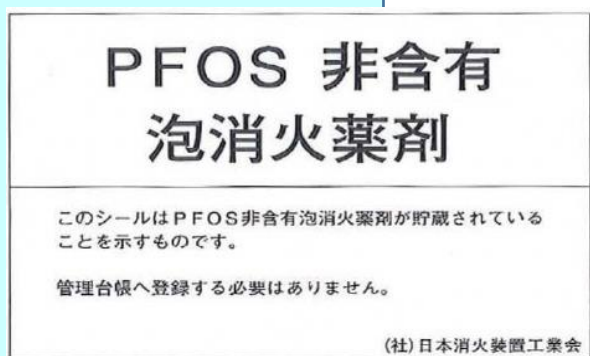 PFOS 非含有
泡消火薬剤
このシールはPFOS非含有泡消火薬剤が貯蔵されている
ことを示すものです。
管理台帳へ登録する必要はありません。
(社)日本消火装置工業会